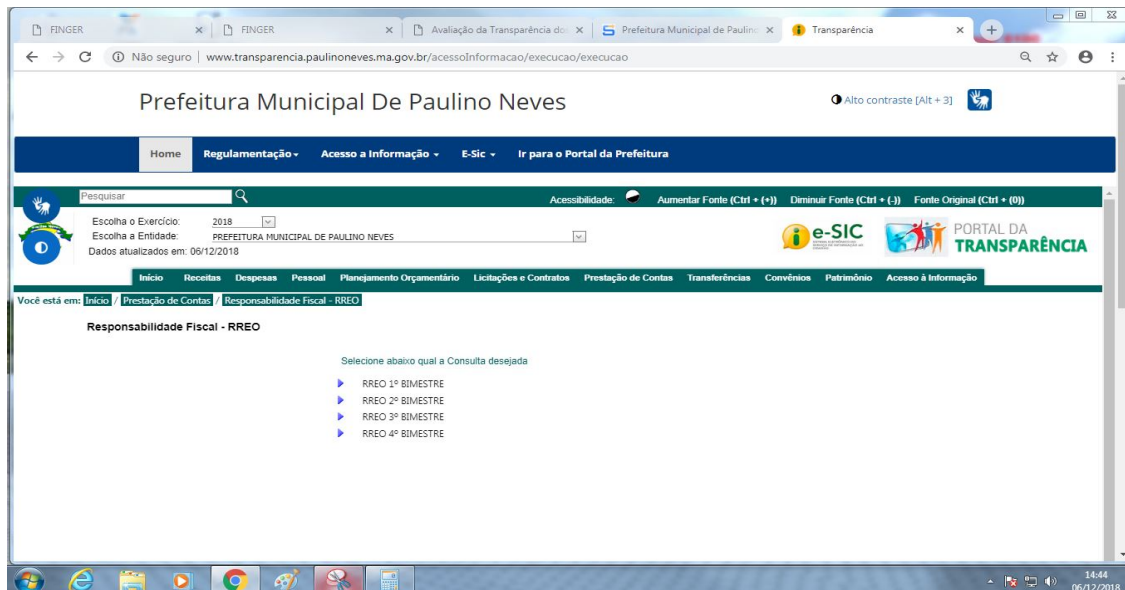 FINGER
FINGER
Avaliação da Transparência do
Prefeitura Municipal de Paulino
Transparência
Não seguro | www.transparencia.paulinoneves.ma.gov.br/acessoInformacao/execucao/execucao
Prefeitura Municipal De Paulino Neves
Alto contraste [Alt + 3]
Home Regulamentação Acesso a Informação E-Sic Ir para o Portal da Prefeitura
Pesquisar
Acessibilidade: Aumentar Fonte (Ctrl + (+)) Diminuir Fonte (Ctrl + (-)) Fonte Original (Ctrl + (0))
Escolha o Exercício: 2018
Escolha a Entidade: PREFEITURA MUNICIPAL DE PAULINO NEVES
Dados atualizados em: 06/12/2018
e-SIC
PORTAL DA
TRANSPARÊNCIA
Início Receitas Despesas Pessoal Planejamento Orçamentário Licitações e Contratos Prestação de Contas Transferências Convênios Patrimônio Acesso à Informação
Você está em: Início / Prestação de Contas / Responsabilidade Fiscal - RREO
Responsabilidade Fiscal - RREO
Selecione abaixo qual a Consulta desejada
RREO 1º BIMESTRE
RREO 2º BIMESTRE
RREO 3º BIMESTRE
RREO 4º BIMESTRE
14:44
06/12/2018